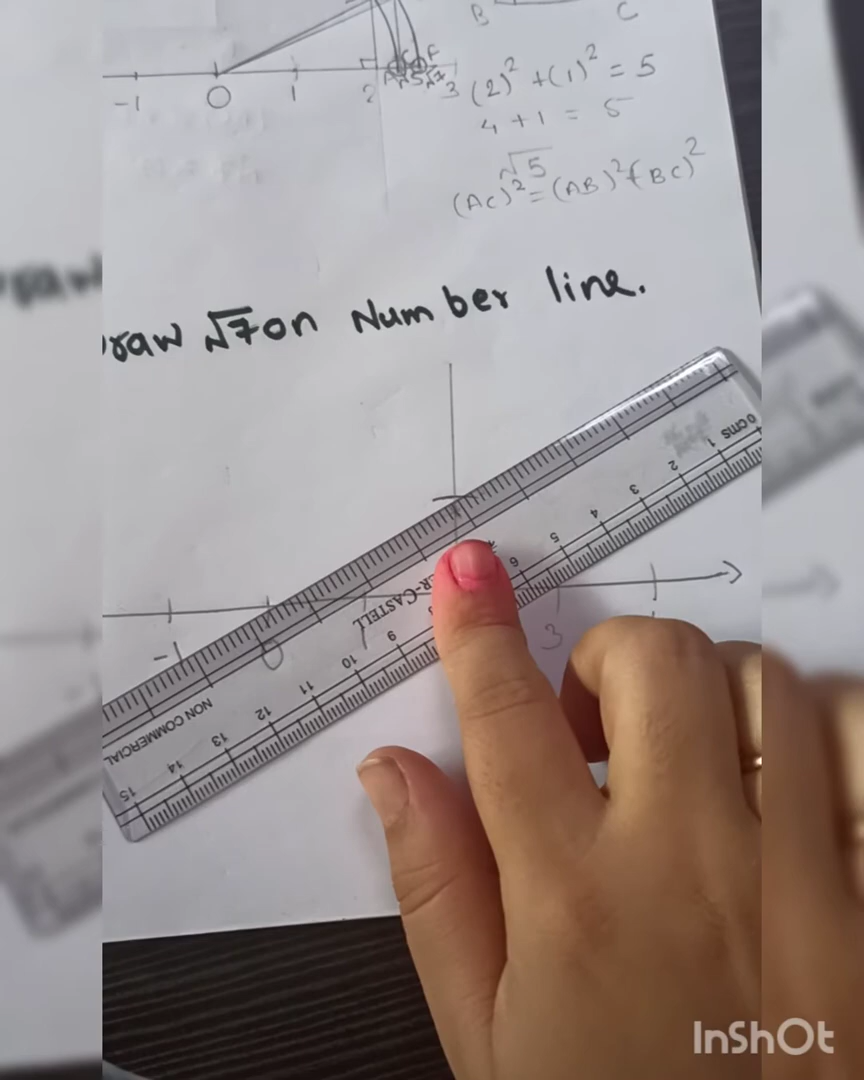 B C
-1 0 1 2 3
(2)² + (1)² = 5
4 + 1 = 5
√5
(AC)² = (AB)² + (BC)²
raw √7 on Number line.
0 cms 1 2 3 4 5 6 9 10 11 12 13 14 15
ER-CASTELL
NON COMMERCIAL
-1 0 3
InShOt